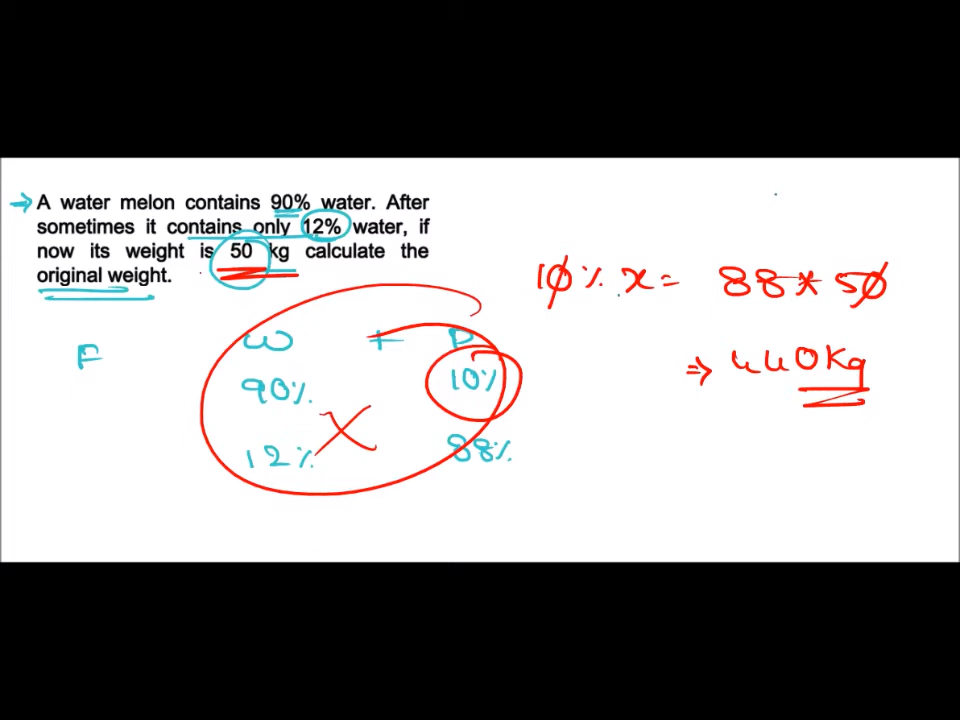 A water melon contains 90% water. After
sometimes it contains only 12% water, if
now its weight is 50 kg calculate the
original weight.
10% x = 88 * 50
⇒ 440 Kg
F W + P
90% 10%
12% 88%